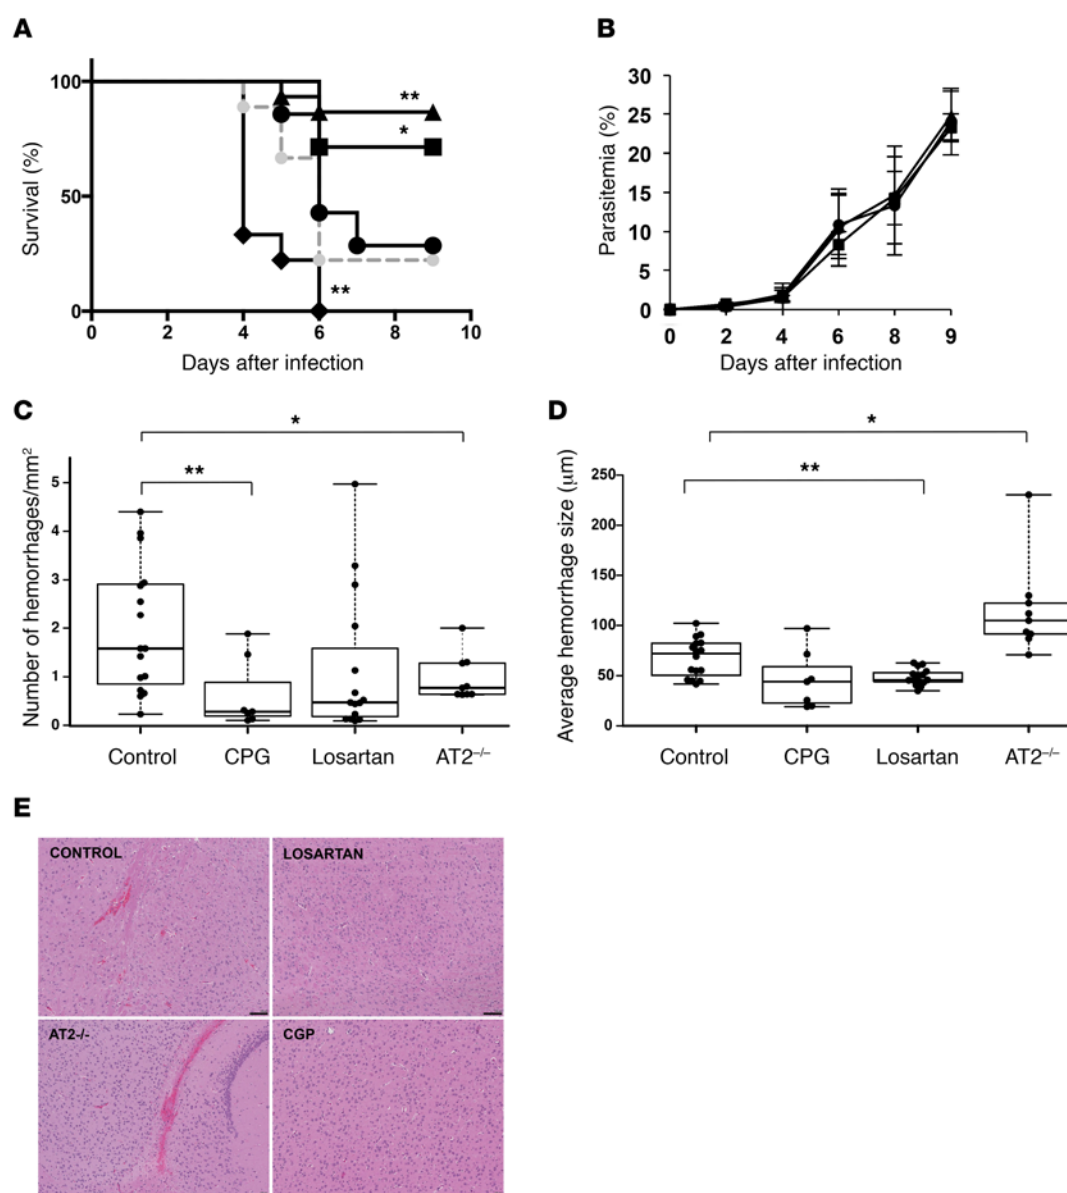 A
100
50
0
Survival (%)
**
*
**
0 2 4 6 8 10
Days after infection
B
30
25
20
15
10
5
0
Parasitemia (%)
0 2 4 6 8 9
Days after infection
C
*
**
5
4
3
2
1
0
Number of hemorrhages/mm²
Control CPG Losartan AT2⁻/⁻
D
*
**
250
200
150
100
50
0
Average hemorrhage size (μm)
Control CPG Losartan AT2⁻/⁻
E
CONTROL
LOSARTAN
AT2-/-
CGP